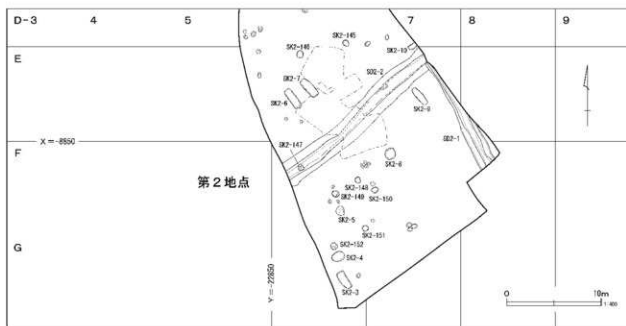 D-3 4 5 7 8 9
E
F
G
SK2-145
SK2-146
SK2-10
SD2-2
SK2-7
SK2-6
SK2-9
SD2-1
X=-8950
SK2-147
SK2-8
第2地点
SK2-148
SK2-149
SK2-150
SK2-5
SK2-151
SK2-152
SK2-4
SK2-3
Y=-22850
0 10m